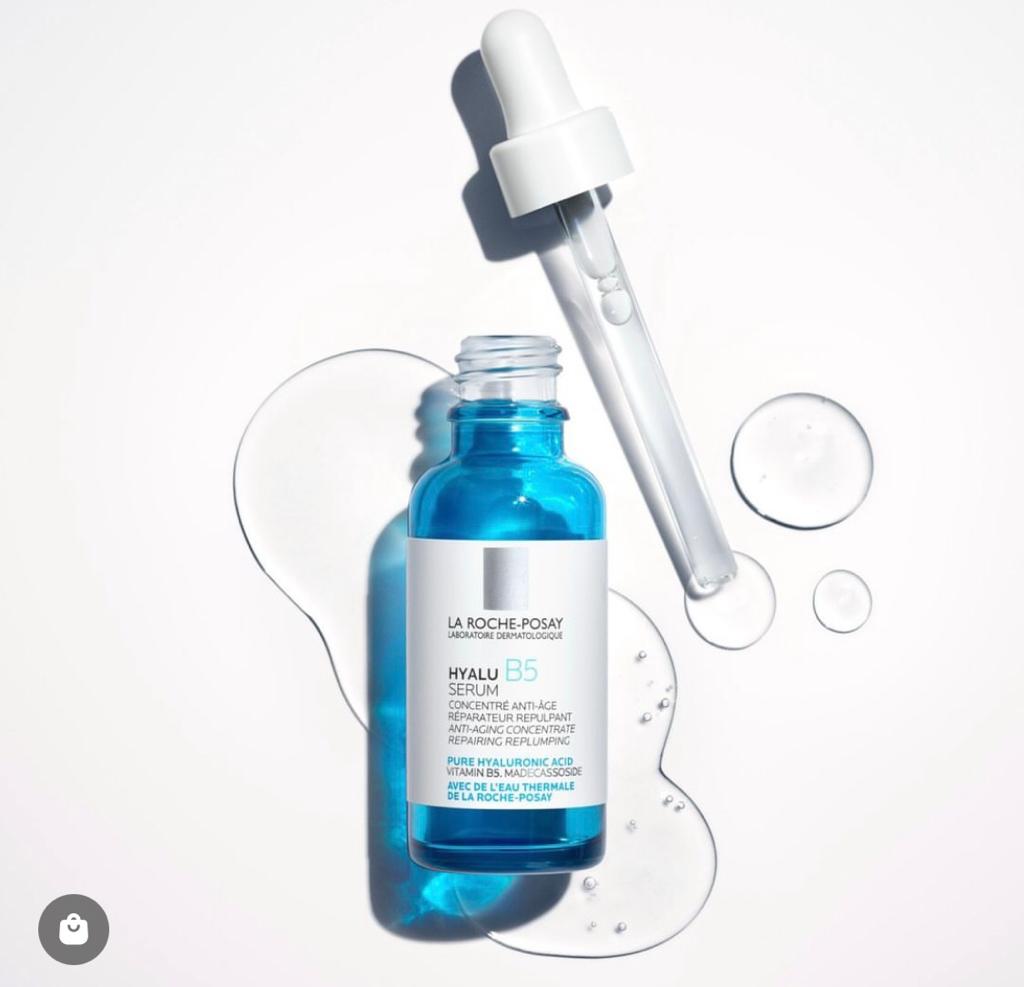 LA ROCHE-POSAY
LABORATOIRE DERMATOLOGIQUE
HYALU B5
SERUM
CONCENTRÉ ANTI-ÂGE
RÉPARATEUR REPULPANT
ANTI-AGING CONCENTRATE
REPAIRING REPLUMPING
PURE HYALURONIC ACID
VITAMIN B5. MADECASSOSIDE
AVEC DE L'EAU THERMALE
DE LA ROCHE-POSAY